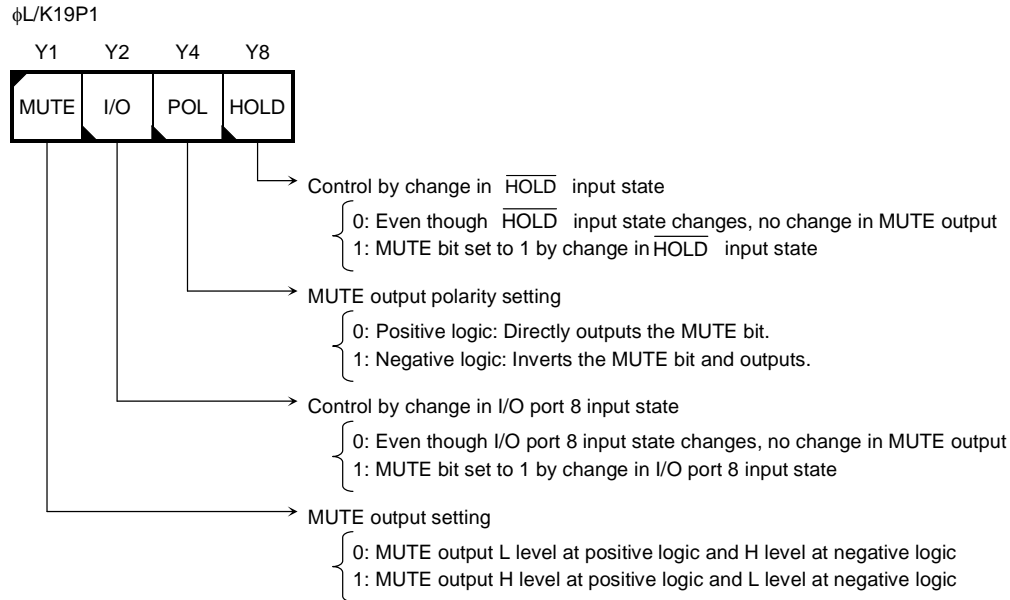 ϕL/K19P1
Y1 Y2 Y4 Y8
MUTE I/O POL HOLD
Control by change in HOLD input state
0: Even though HOLD input state changes, no change in MUTE output
1: MUTE bit set to 1 by change in HOLD input state
MUTE output polarity setting
0: Positive logic: Directly outputs the MUTE bit.
1: Negative logic: Inverts the MUTE bit and outputs.
Control by change in I/O port 8 input state
0: Even though I/O port 8 input state changes, no change in MUTE output
1: MUTE bit set to 1 by change in I/O port 8 input state
MUTE output setting
0: MUTE output L level at positive logic and H level at negative logic
1: MUTE output H level at positive logic and L level at negative logic